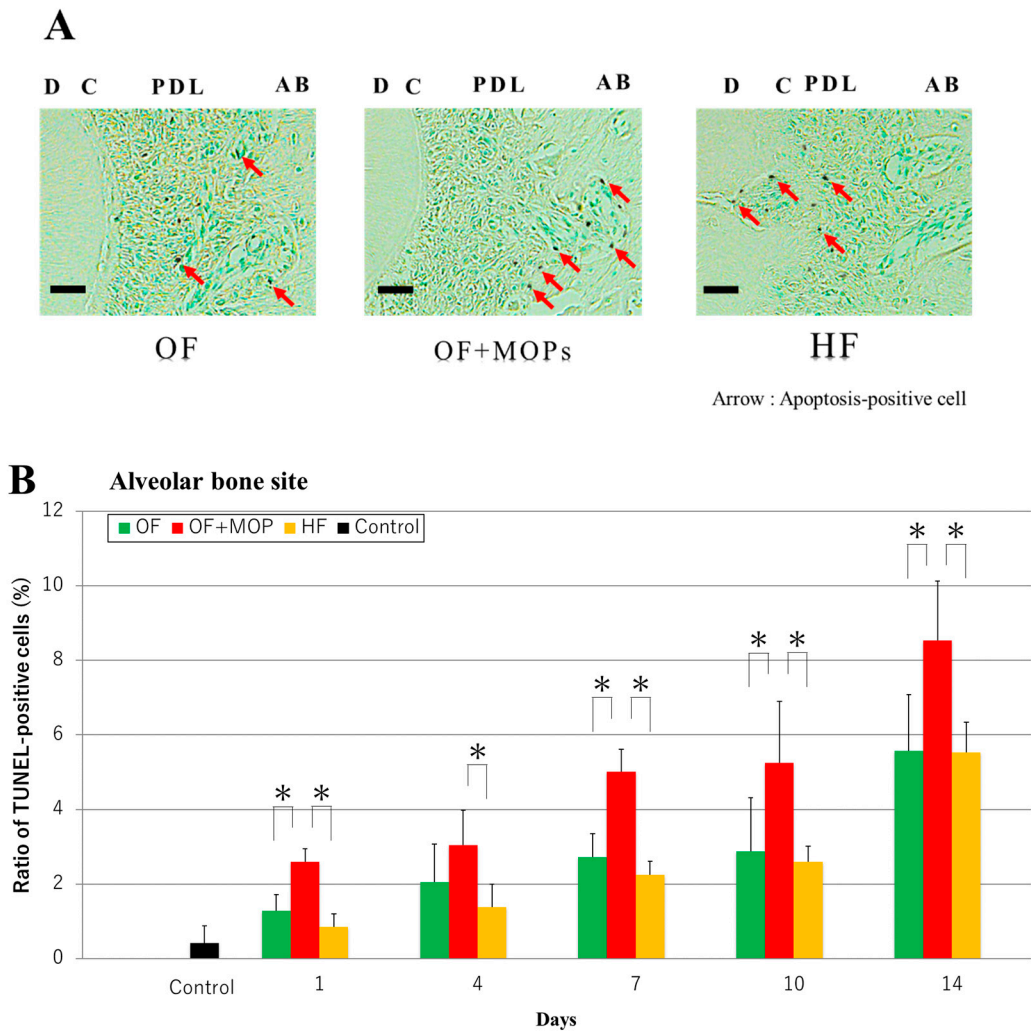 A
D C PDL AB
D C PDL AB
D C PDL AB
OF
OF+MOPs
HF
Arrow : Apoptosis-positive cell
B
Alveolar bone site
OF OF+MOP HF Control
Ratio of TUNEL-positive cells (%)
12
10
8
6
4
2
0
* * * * * * * * *
Control 1 4 7 10 14
Days